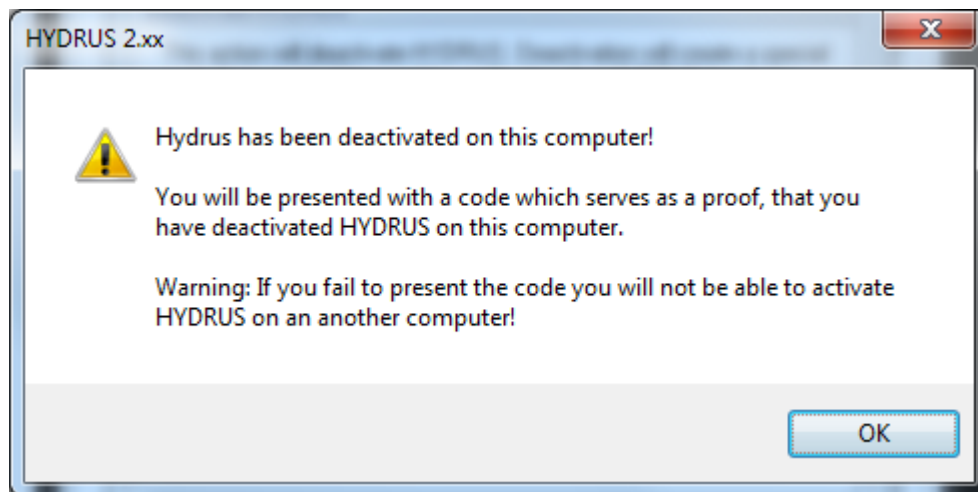 HYDRUS 2.xx
Hydrus has been deactivated on this computer!
You will be presented with a code which serves as a proof, that you
have deactivated HYDRUS on this computer.
Warning: If you fail to present the code you will not be able to activate
HYDRUS on an another computer!
OK